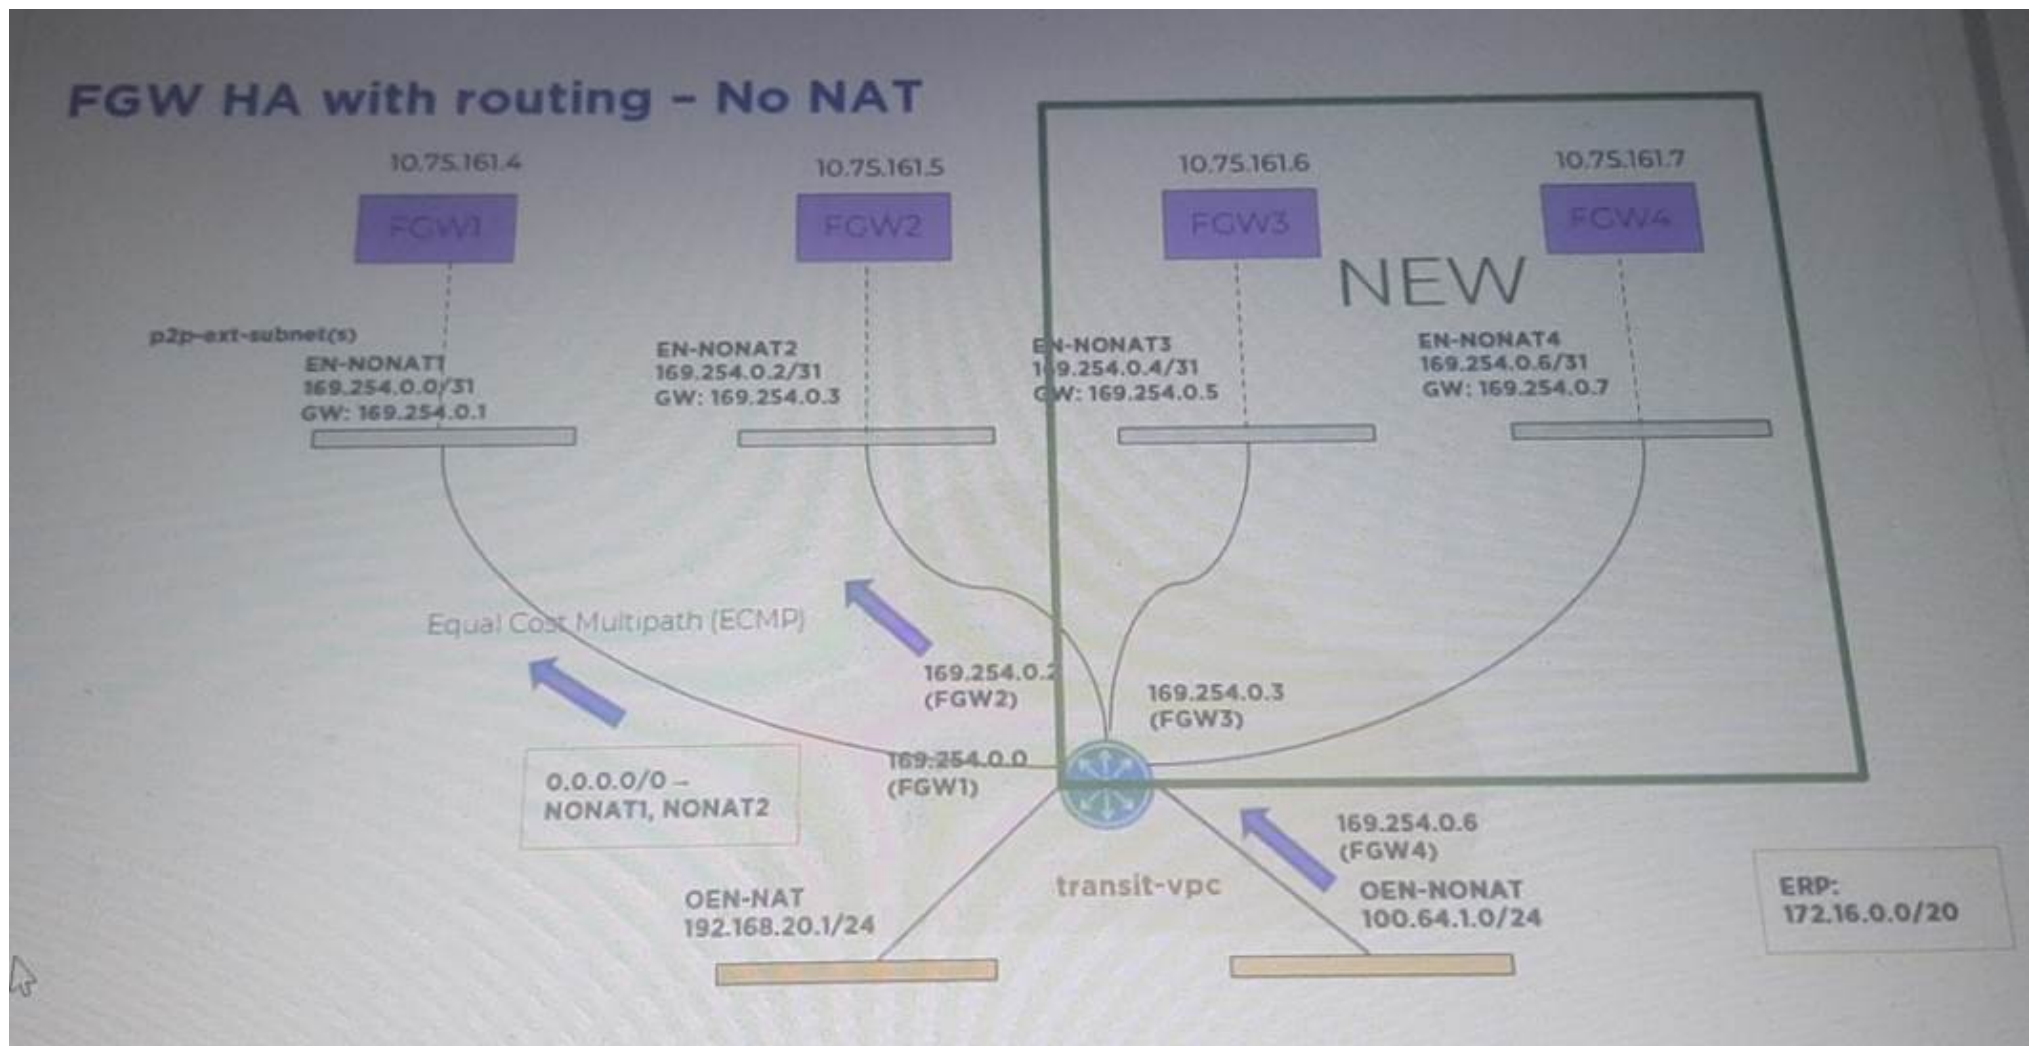 FGW HA with routing – No NAT
10.75.161.4
10.75.161.5
10.75.161.6
10.75.161.7
FGW1
FGW2
FGW3
FGW4
NEW
p2p-ext-subnet(s)
EN-NONAT1
169.254.0.0/31
GW: 169.254.0.1
EN-NONAT2
169.254.0.2/31
GW: 169.254.0.3
EN-NONAT3
169.254.0.4/31
GW: 169.254.0.5
EN-NONAT4
169.254.0.6/31
GW: 169.254.0.7
Equal Cost Multipath (ECMP)
169.254.0.2
(FGW2)
169.254.0.3
(FGW3)
169.254.0.0
(FGW1)
0.0.0.0/0 –
NONAT1, NONAT2
169.254.0.6
(FGW4)
transit-vpc
OEN-NAT
192.168.20.1/24
OEN-NONAT
100.64.1.0/24
ERP:
172.16.0.0/20